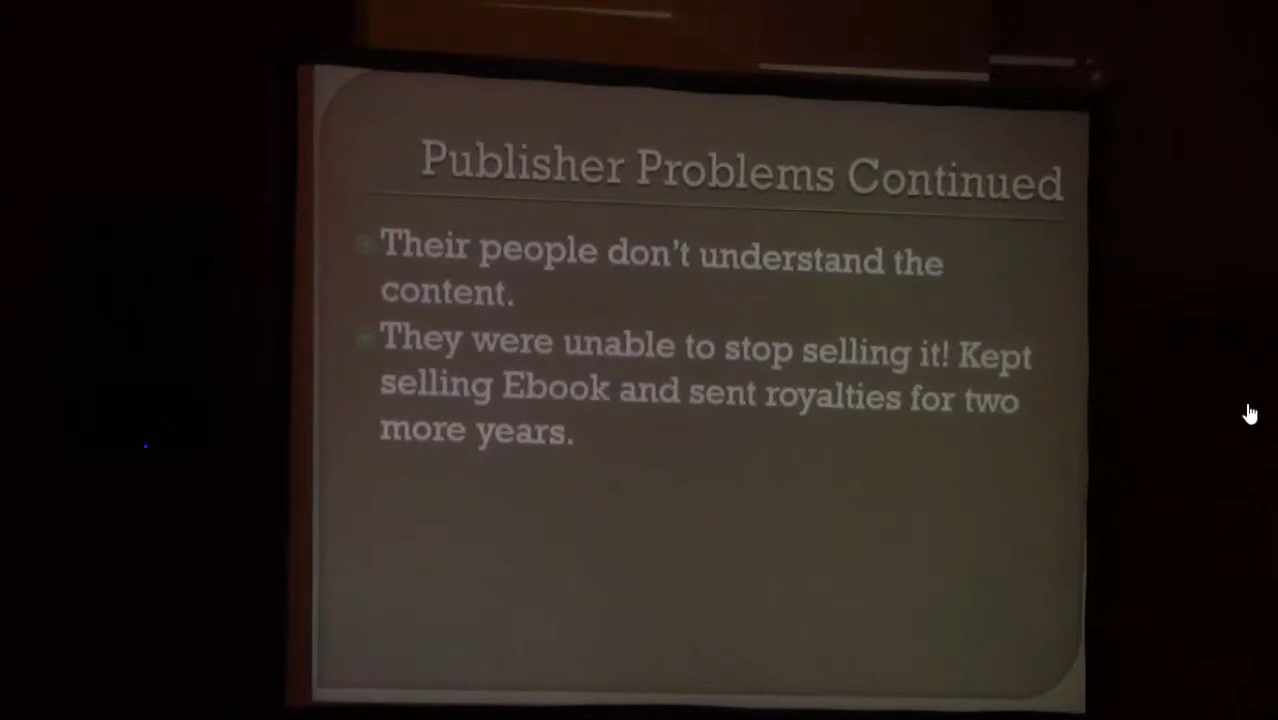 Publisher Problems Continued
Their people don't understand the
content.
They were unable to stop selling it! Kept
selling Ebook and sent royalties for two
more years.